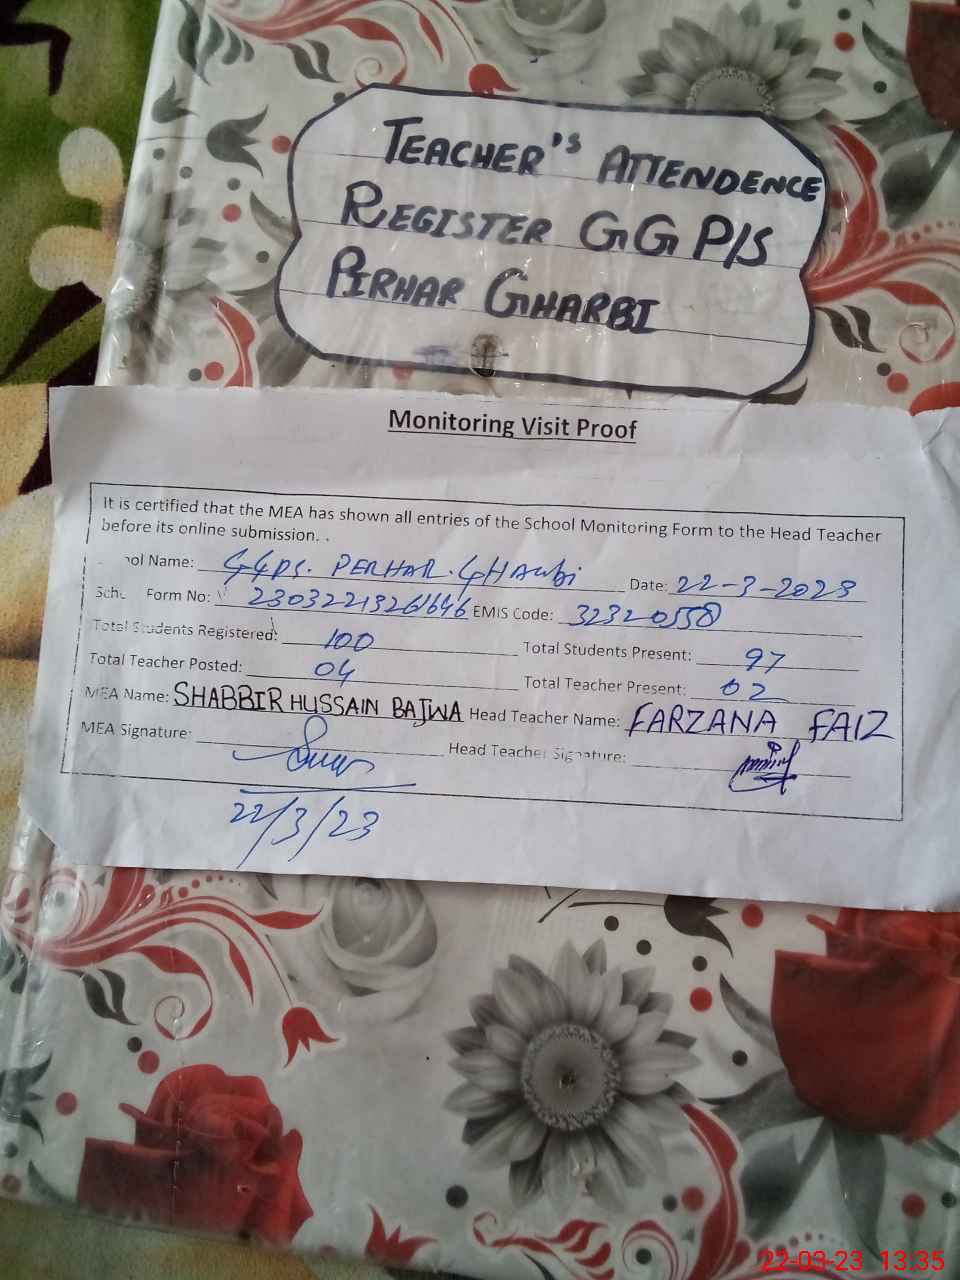 TEACHER'S ATTENDENCE
REGISTER GG P/S
PIRHAR GHARBI
Monitoring Visit Proof
It is certified that the MEA has shown all entries of the School Monitoring Form to the Head Teacher
before its online submission. .
ool Name: GGPS. PERHAR. GHAubi Date: 22-3-2023
Sch Form No: 23032213261646 EMIS Code: 32320558
Total Students Registered: 100 Total Students Present: 97
Total Teacher Posted: 04 Total Teacher Present: 02
MEA Name: SHABBIR HUSSAIN BAJWA Head Teacher Name: FARZANA FAIZ
MEA Signature: Head Teacher Signature:
22/3/23
22-03-23 13:35